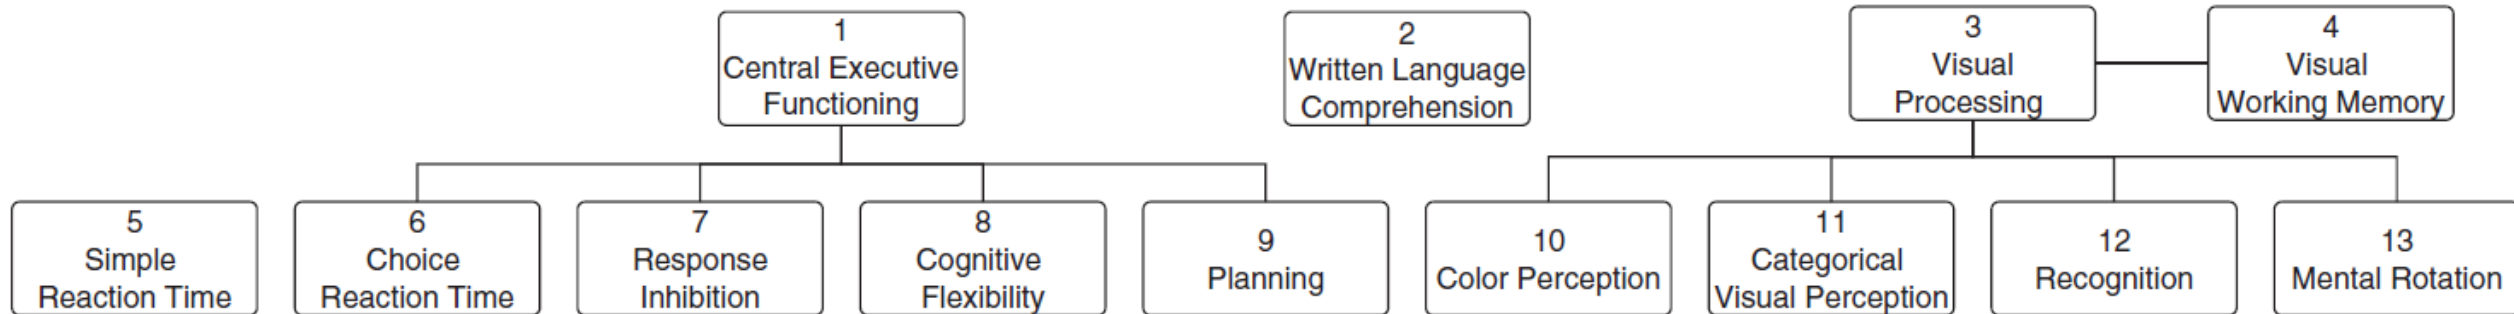 1
Central Executive
Functioning
2
Written Language
Comprehension
3
Visual
Processing
4
Visual
Working Memory
5
Simple
Reaction Time
6
Choice
Reaction Time
7
Response
Inhibition
8
Cognitive
Flexibility
9
Planning
10
Color Perception
11
Categorical
Visual Perception
12
Recognition
13
Mental Rotation